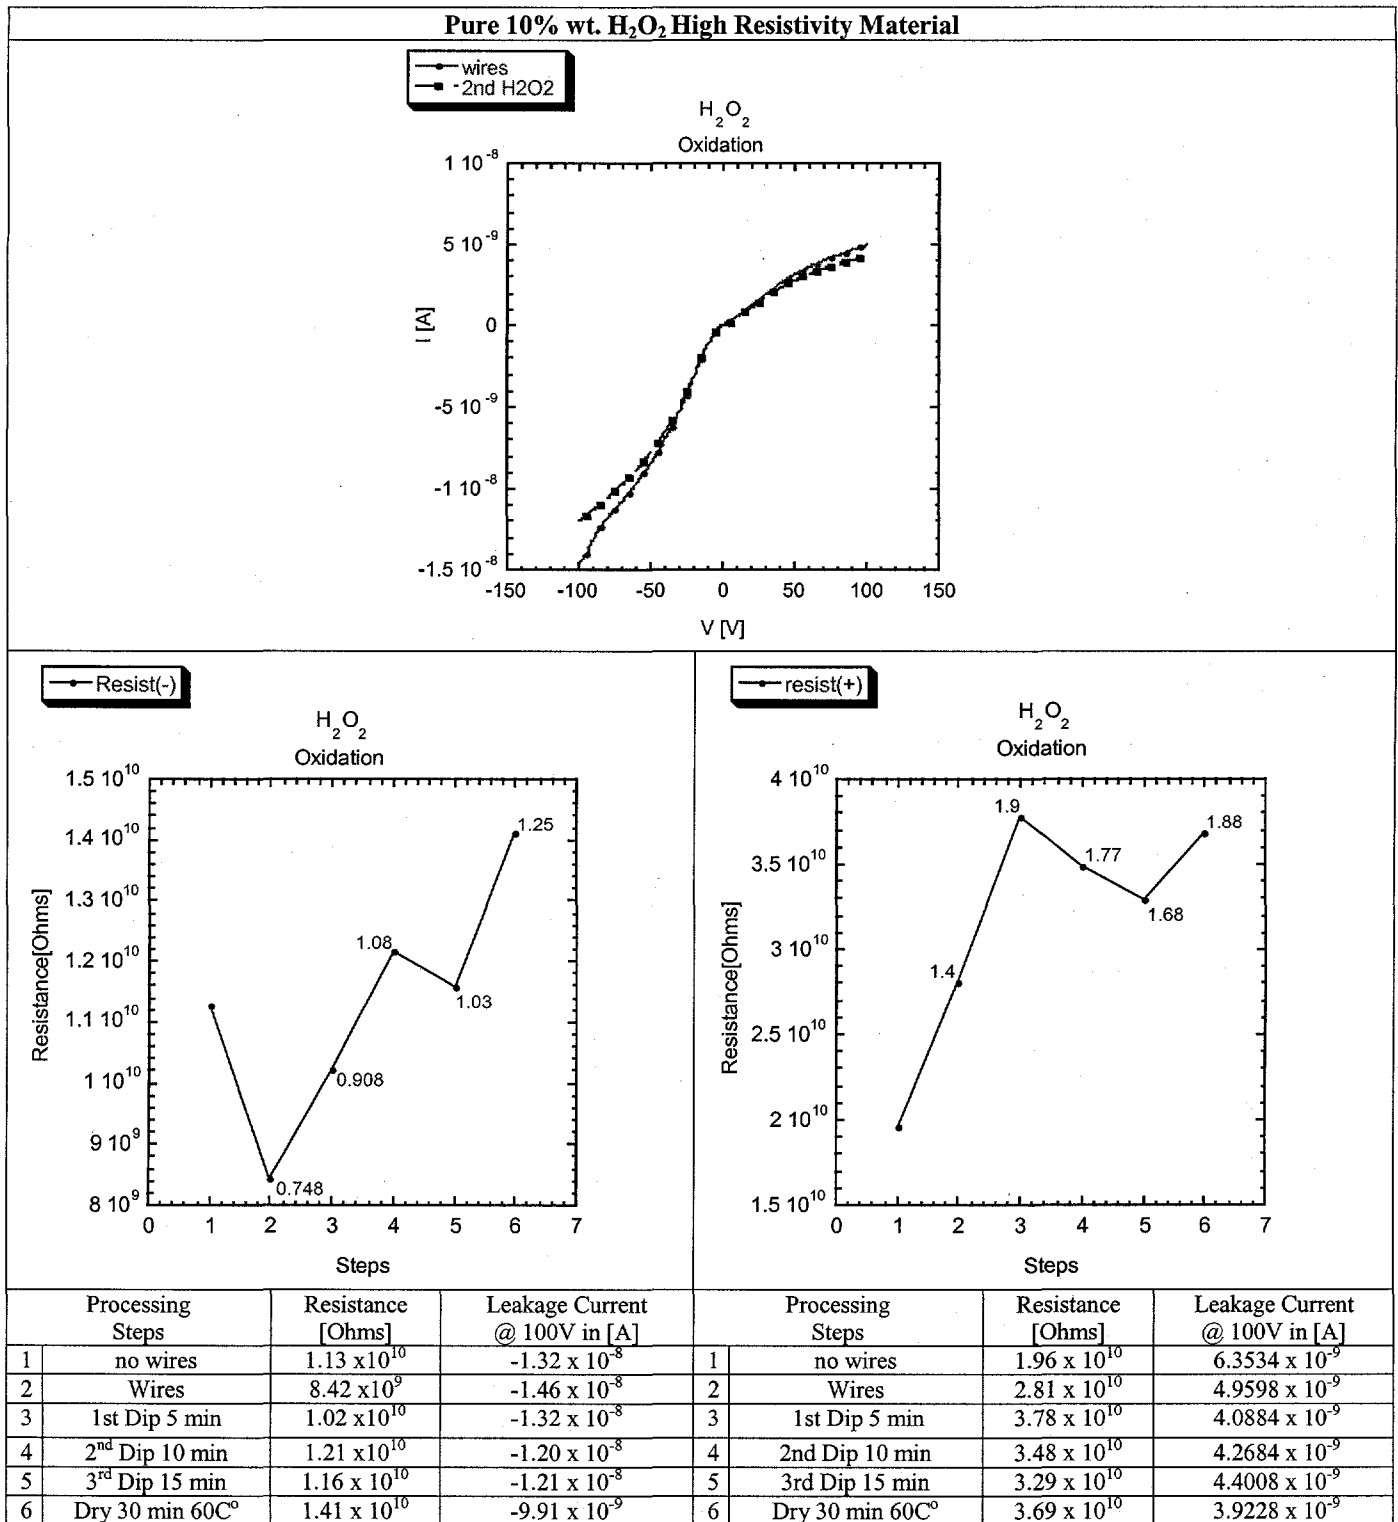 Pure 10% wt. H₂O₂ High Resistivity Material
wires
2nd H2O2
H₂O₂
Oxidation
1 10⁻⁸
5 10⁻⁹
0
-5 10⁻⁹
-1 10⁻⁸
-1.5 10⁻⁸
I [A]
-150 -100 -50 0 50 100 150
V [V]
Resist(-)
H₂O₂
Oxidation
1.5 10¹⁰
1.4 10¹⁰
1.3 10¹⁰
1.2 10¹⁰
1.1 10¹⁰
1 10¹⁰
9 10⁹
8 10⁹
Resistance[Ohms]
1.25
1.08
1.03
0.908
0.748
0 1 2 3 4 5 6 7
Steps
resist(+)
H₂O₂
Oxidation
4 10¹⁰
3.5 10¹⁰
3 10¹⁰
2.5 10¹⁰
2 10¹⁰
1.5 10¹⁰
Resistance[Ohms]
1.9
1.88
1.77
1.68
1.4
0 1 2 3 4 5 6 7
Steps
Processing Steps Resistance [Ohms] Leakage Current @ 100V in [A]
1 no wires 1.13 x10¹⁰ -1.32 x 10⁻⁸
2 Wires 8.42 x10⁹ -1.46 x 10⁻⁸
3 1st Dip 5 min 1.02 x10¹⁰ -1.32 x 10⁻⁸
4 2ⁿᵈ Dip 10 min 1.21 x10¹⁰ -1.20 x 10⁻⁸
5 3ʳᵈ Dip 15 min 1.16 x 10¹⁰ -1.21 x 10⁻⁸
6 Dry 30 min 60Cº 1.41 x 10¹⁰ -9.91 x 10⁻⁹
Processing Steps Resistance [Ohms] Leakage Current @ 100V in [A]
1 no wires 1.96 x 10¹⁰ 6.3534 x 10⁻⁹
2 Wires 2.81 x 10¹⁰ 4.9598 x 10⁻⁹
3 1st Dip 5 min 3.78 x 10¹⁰ 4.0884 x 10⁻⁹
4 2nd Dip 10 min 3.48 x 10¹⁰ 4.2684 x 10⁻⁹
5 3rd Dip 15 min 3.29 x 10¹⁰ 4.4008 x 10⁻⁹
6 Dry 30 min 60Cº 3.69 x 10¹⁰ 3.9228 x 10⁻⁹